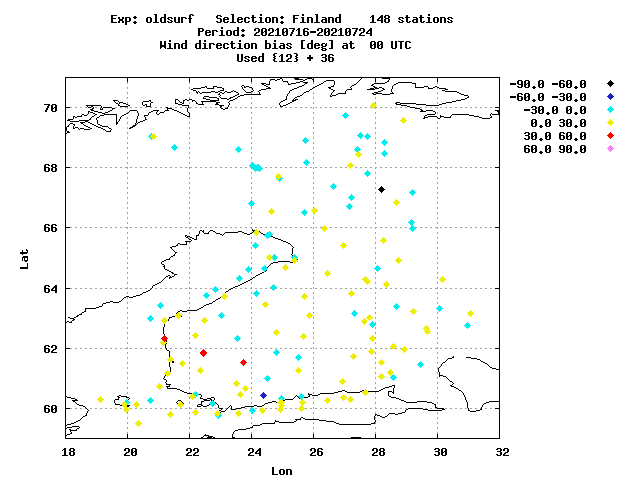 Exp: oldsurf   Selection: Finland    148 stations
Period: 20210716-20210724
Wind direction bias [deg] at  00 UTC
Used {12} + 36
-90.0 -60.0
-60.0 -30.0
-30.0 0.0
0.0 30.0
30.0 60.0
60.0 90.0
70
68
66
64
62
60
Lat
18 20 22 24 26 28 30 32
Lon